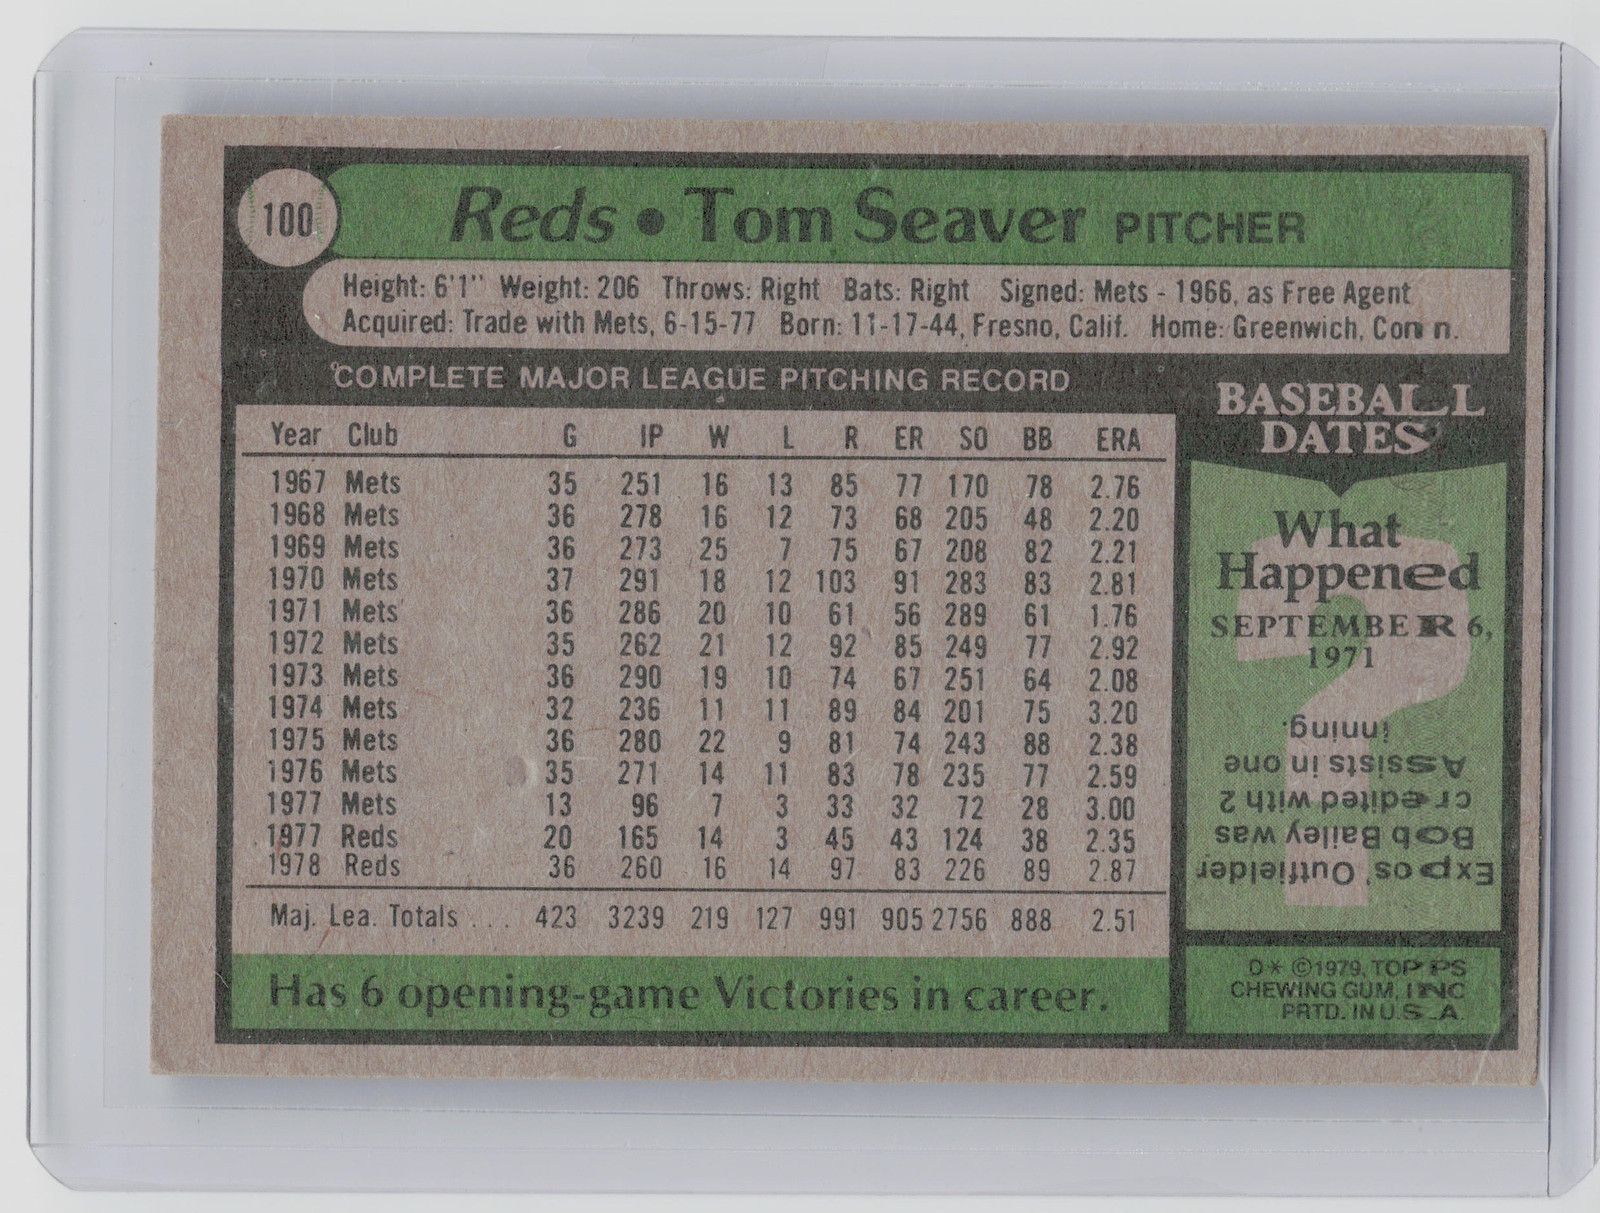 100
Reds • Tom Seaver PITCHER
Height: 6'1" Weight: 206 Throws: Right Bats: Right Signed: Mets - 1966, as Free Agent
Acquired: Trade with Mets, 6-15-77 Born: 11-17-44, Fresno, Calif. Home: Greenwich, Conn.
COMPLETE MAJOR LEAGUE PITCHING RECORD
Year Club G IP W L R ER SO BB ERA
1967 Mets 35 251 16 13 85 77 170 78 2.76
1968 Mets 36 278 16 12 73 68 205 48 2.20
1969 Mets 36 273 25 7 75 67 208 82 2.21
1970 Mets 37 291 18 12 103 91 283 83 2.81
1971 Mets 36 286 20 10 61 56 289 61 1.76
1972 Mets 35 262 21 12 92 85 249 77 2.92
1973 Mets 36 290 19 10 74 67 251 64 2.08
1974 Mets 32 236 11 11 89 84 201 75 3.20
1975 Mets 36 280 22 9 81 74 243 88 2.38
1976 Mets 35 271 14 11 83 78 235 77 2.59
1977 Mets 13 96 7 3 33 32 72 28 3.00
1977 Reds 20 165 14 3 45 43 124 38 2.35
1978 Reds 36 260 16 14 97 83 226 89 2.87
Maj. Lea. Totals . . . 423 3239 219 127 991 905 2756 888 2.51
Has 6 opening-game Victories in career.
BASEBALL
DATES
What
Happened
SEPTEMBER 6,
1971
Expos' Outfielder
Bob Bailey was
credited with 2
Assists in one
inning.
D* ©1979, TOPPS
CHEWING GUM, INC
PRTD. IN U.S.A.